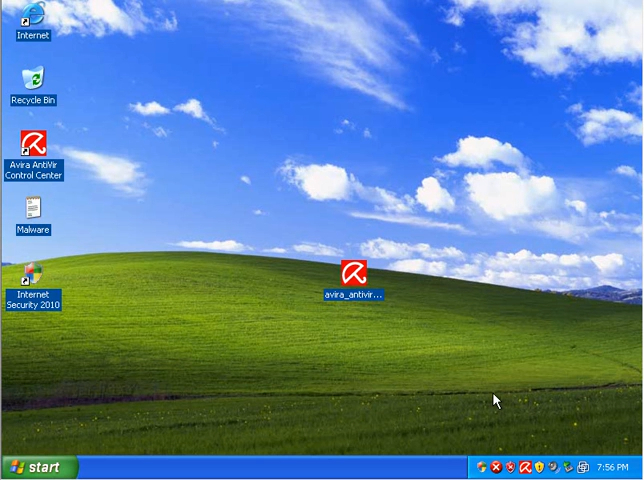 Internet
Recycle Bin
Avira AntiVir
Control Center
Malware
Internet
Security 2010
avira_antivir...
start
7:56 PM